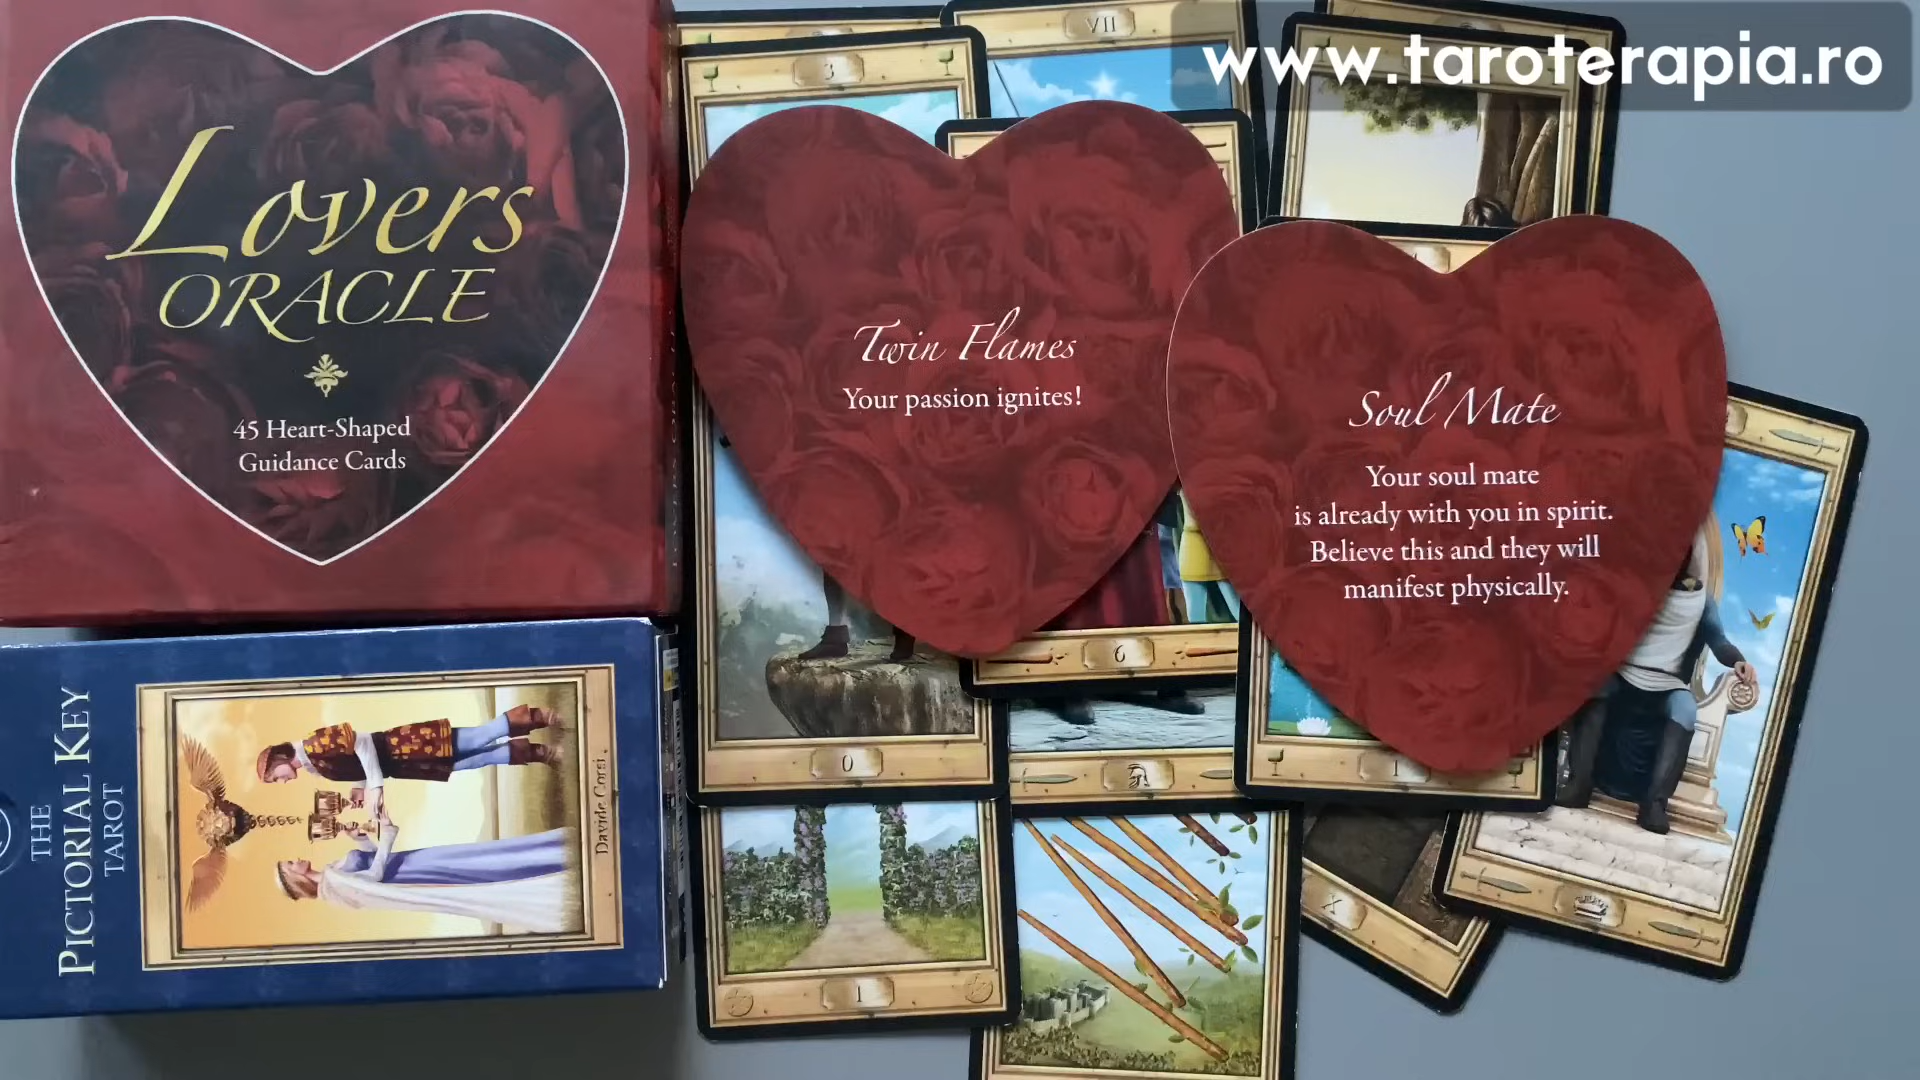 www.taroterapia.ro
Lovers
ORACLE
45 Heart-Shaped
Guidance Cards
THE
PICTORIAL KEY
TAROT
Davide Corsi
3
VII
Twin Flames
Your passion ignites!
Soul Mate
Your soul mate
is already with you in spirit.
Believe this and they will
manifest physically.
6
0
1
1
X